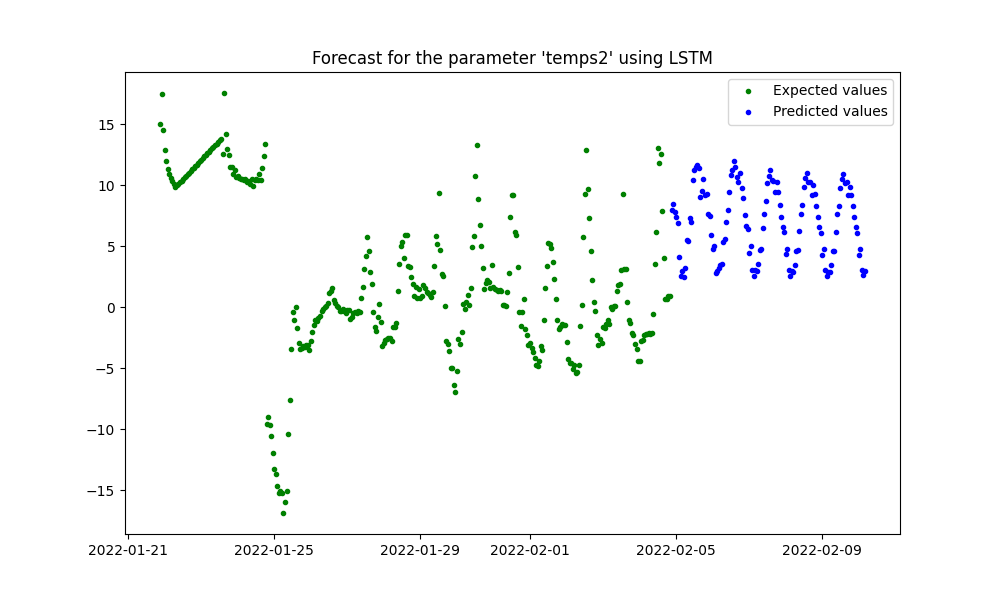 Forecast for the parameter 'temps2' using LSTM
Expected values
Predicted values
15
10
5
0
−5
−10
−15
2022-01-21 2022-01-25 2022-01-29 2022-02-01 2022-02-05 2022-02-09